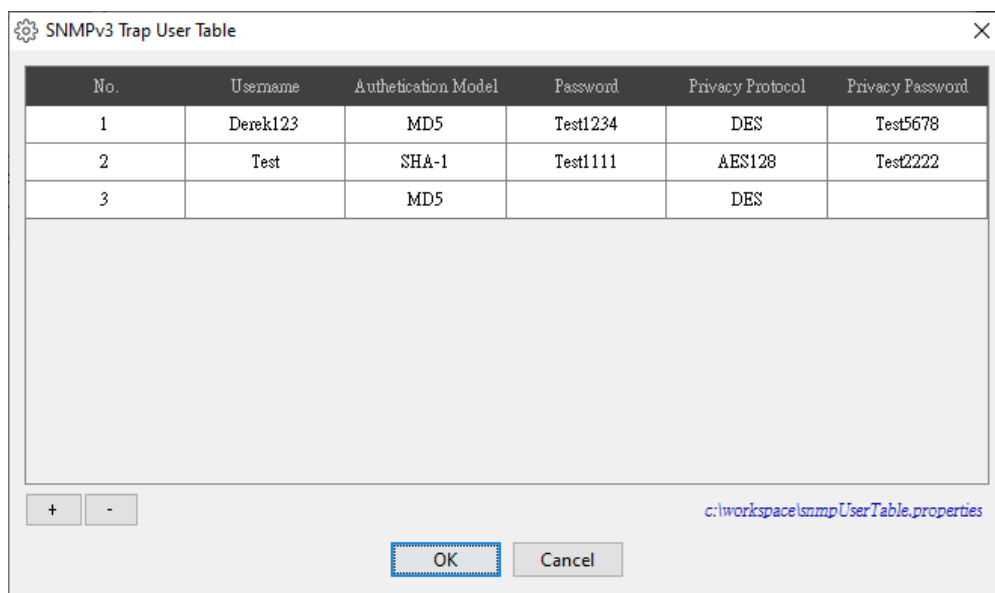 SNMPv3 Trap User Table
No. Username Authetication Model Password Privacy Protocol Privacy Password
1 Derek123 MD5 Test1234 DES Test5678
2 Test SHA-1 Test1111 AES128 Test2222
3 MD5 DES
+ - c:\workspace\snmpUserTable.properties
OK Cancel